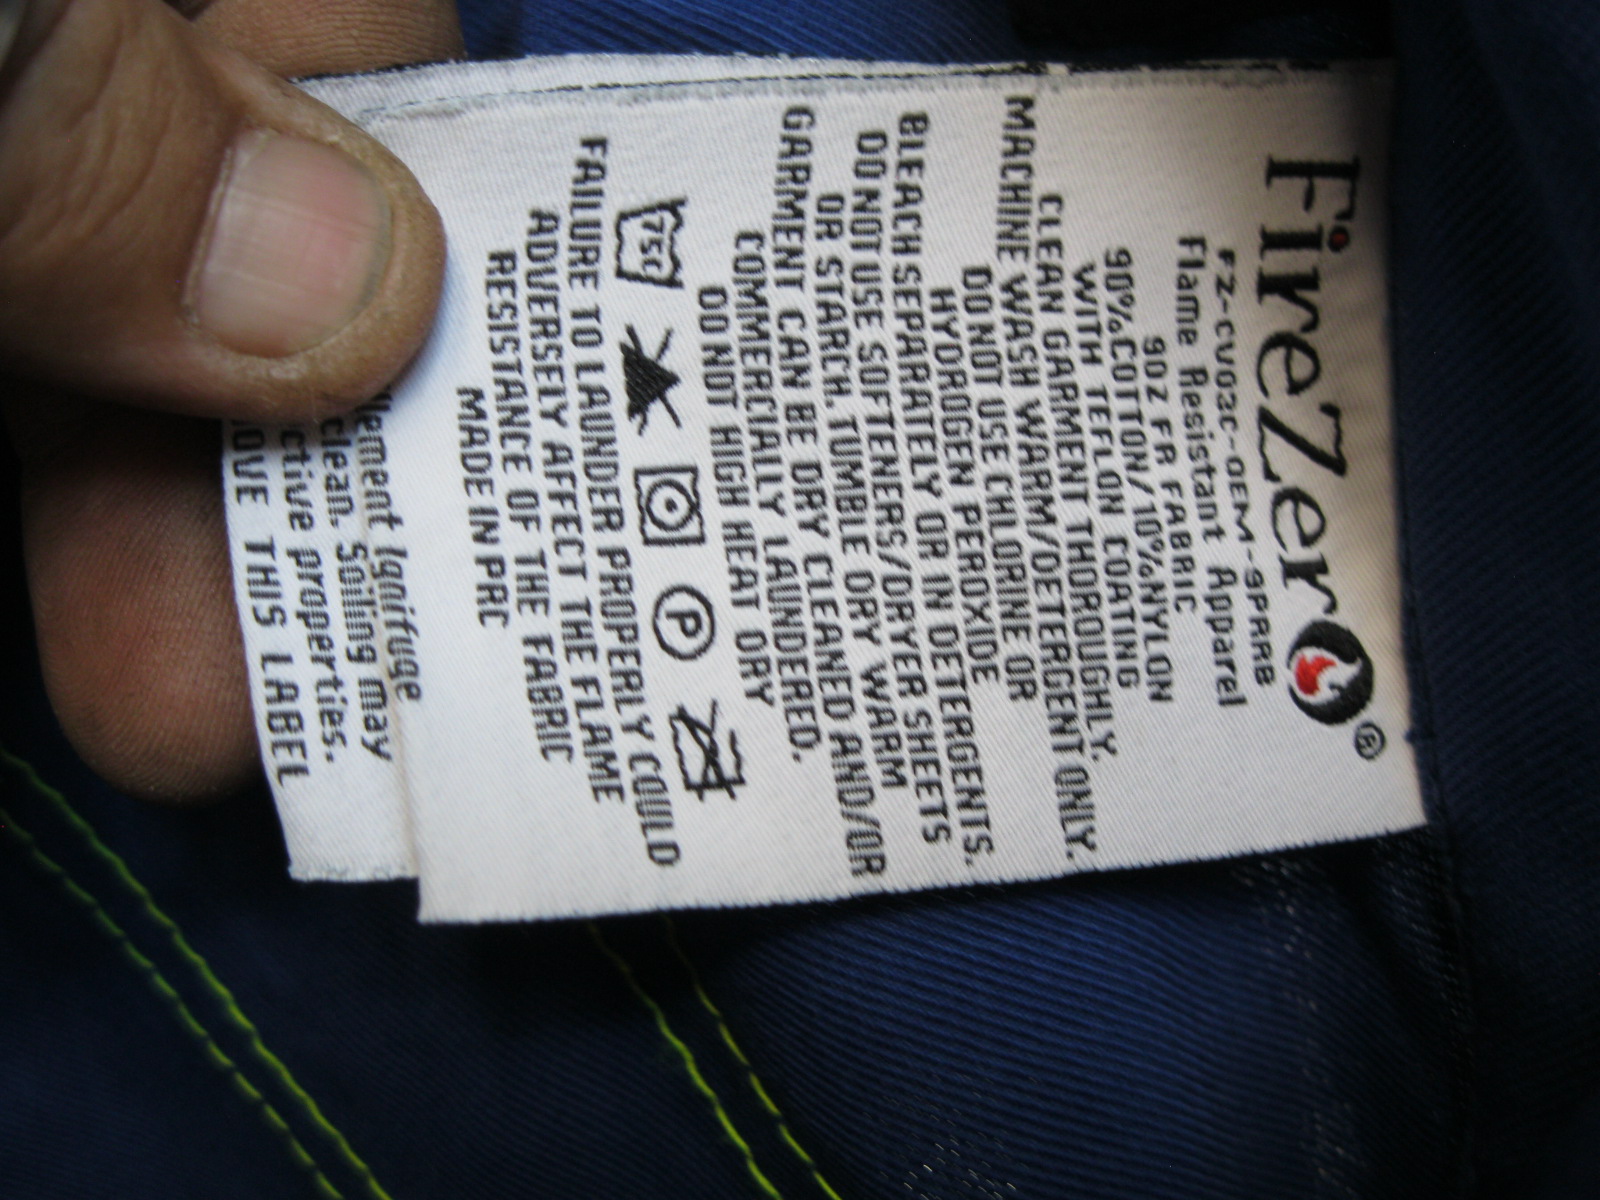 FireZero®
FZ-CVO3C-OEM-9PRRB
Flame Resistant Apparel
9OZ FR FABRIC
90%COTTON/10%NYLON
WITH TEFLON COATING
CLEAN GARMENT THOROUGHLY.
MACHINE WASH WARM/DETERGENT ONLY.
DO NOT USE CHLORINE OR
HYDROGEN PEROXIDE
BLEACH SEPARATELY OR IN DETERGENTS.
DO NOT USE SOFTENERS/DRYER SHEETS
OR STARCH. TUMBLE DRY WARM
GARMENT CAN BE DRY CLEANED AND/OR
COMMERCIALLY LAUNDERED.
DO NOT HIGH HEAT DRY
75C
P
FAILURE TO LAUNDER PROPERLY COULD
ADVERSELY AFFECT THE FLAME
RESISTANCE OF THE FABRIC
MADE IN PRC
Ignifuge
clean. Soiling may
properties.
THIS LABEL